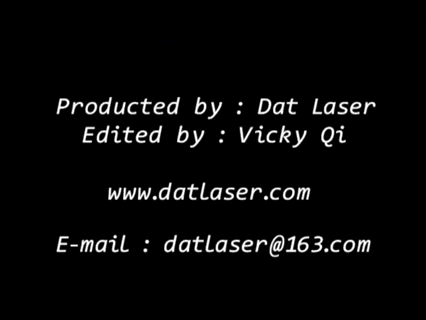 Producted by : Dat Laser
Edited by : Vicky Qi
www.datlaser.com
E-mail : datlaser@163.com